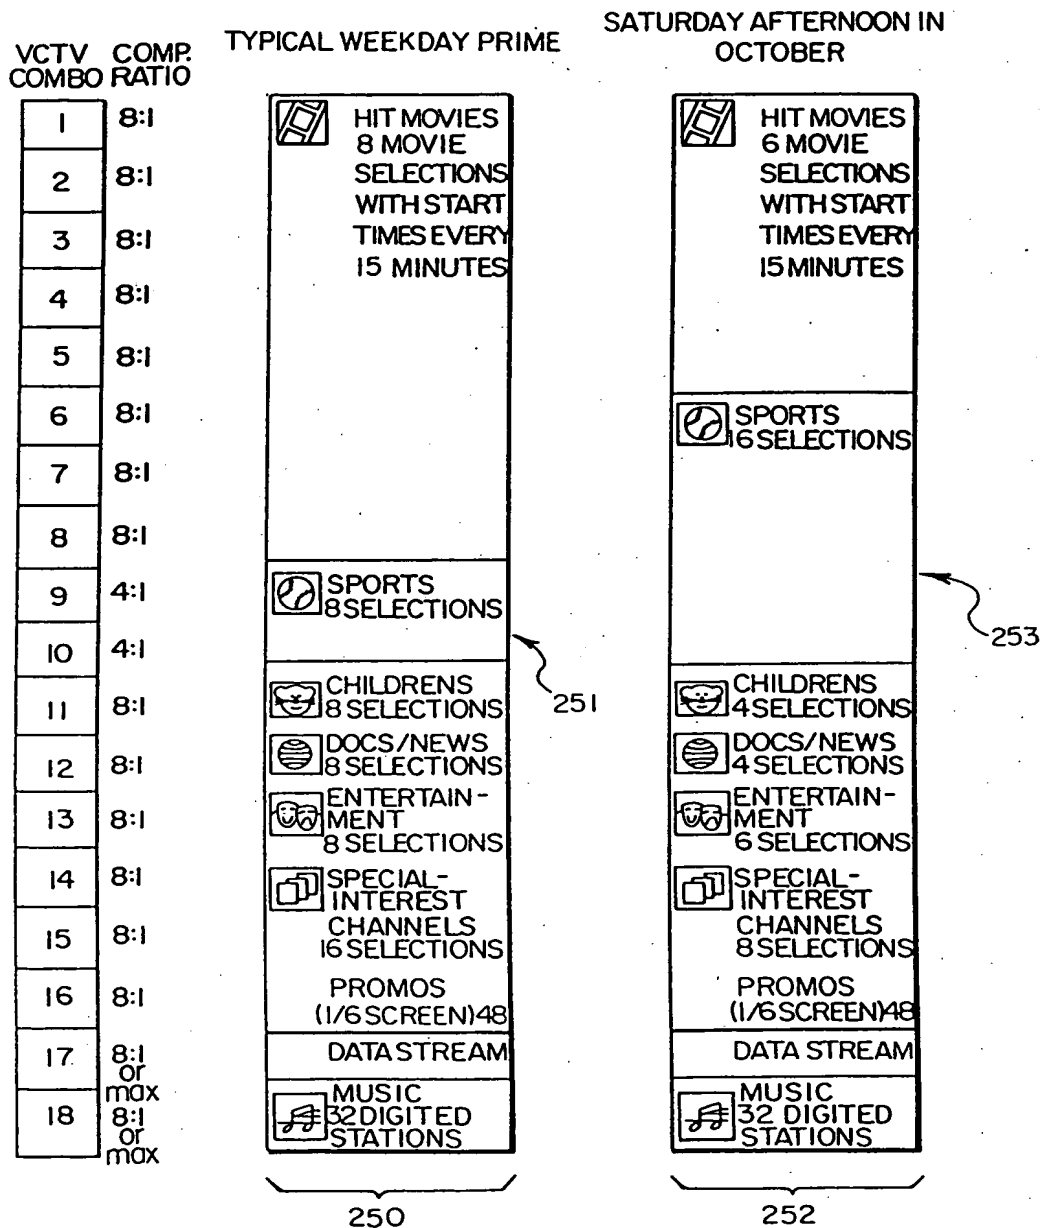 VCTV COMBO
COMP. RATIO
1 8:1
2 8:1
3 8:1
4 8:1
5 8:1
6 8:1
7 8:1
8 8:1
9 4:1
10 4:1
11 8:1
12 8:1
13 8:1
14 8:1
15 8:1
16 8:1
17 8:1 or max
18 8:1 or max
TYPICAL WEEKDAY PRIME
HIT MOVIES
8 MOVIE
SELECTIONS
WITH START
TIMES EVERY
15 MINUTES
SPORTS
8 SELECTIONS
251
CHILDRENS
8 SELECTIONS
DOCS/NEWS
8 SELECTIONS
ENTERTAIN-
MENT
8 SELECTIONS
SPECIAL-
INTEREST
CHANNELS
16 SELECTIONS
PROMOS
(1/6 SCREEN) 48
DATA STREAM
MUSIC
32 DIGITED
STATIONS
250
SATURDAY AFTERNOON IN
OCTOBER
HIT MOVIES
6 MOVIE
SELECTIONS
WITH START
TIMES EVERY
15 MINUTES
SPORTS
16 SELECTIONS
253
CHILDRENS
4 SELECTIONS
DOCS/NEWS
4 SELECTIONS
ENTERTAIN-
MENT
6 SELECTIONS
SPECIAL-
INTEREST
CHANNELS
8 SELECTIONS
PROMOS
(1/6 SCREEN) 48
DATA STREAM
MUSIC
32 DIGITED
STATIONS
252